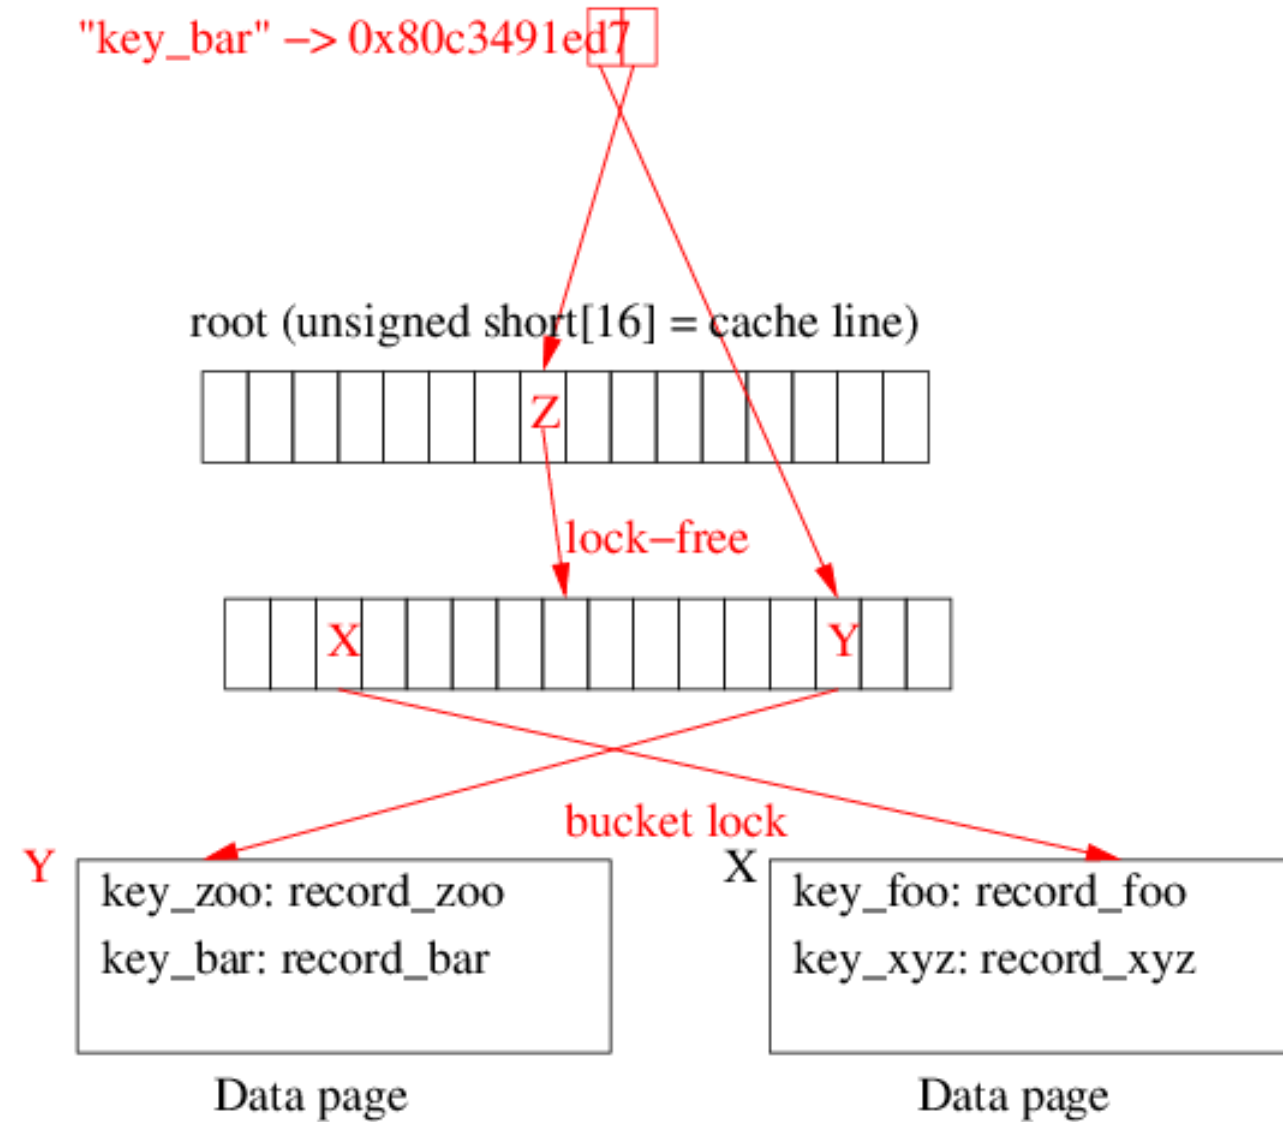 "key_bar" −> 0x80c3491ed7
root (unsigned short[16] = cache line)
Z
lock−free
X Y
bucket lock
Y X
key_zoo: record_zoo key_foo: record_foo
key_bar: record_bar key_xyz: record_xyz
Data page Data page